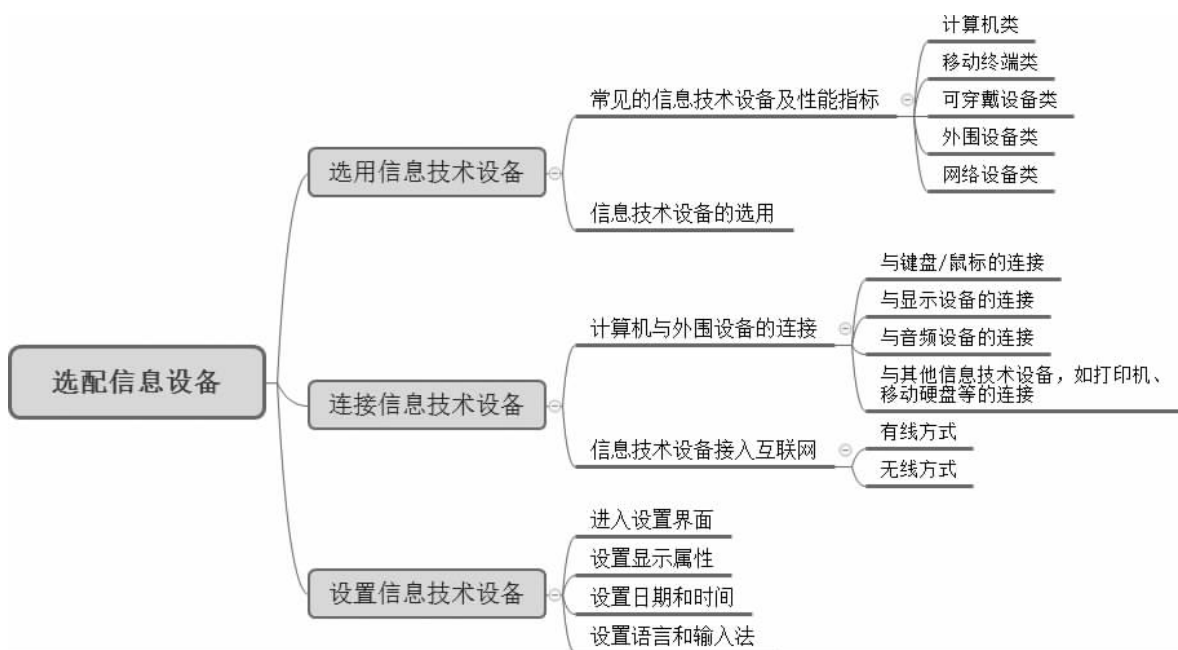 选配信息设备
选用信息技术设备
常见的信息技术设备及性能指标
计算机类
移动终端类
可穿戴设备类
外围设备类
网络设备类
信息技术设备的选用
连接信息技术设备
计算机与外围设备的连接
与键盘/鼠标的连接
与显示设备的连接
与音频设备的连接
与其他信息技术设备，如打印机、
移动硬盘等的连接
信息技术设备接入互联网
有线方式
无线方式
设置信息技术设备
进入设置界面
设置显示属性
设置日期和时间
设置语言和输入法